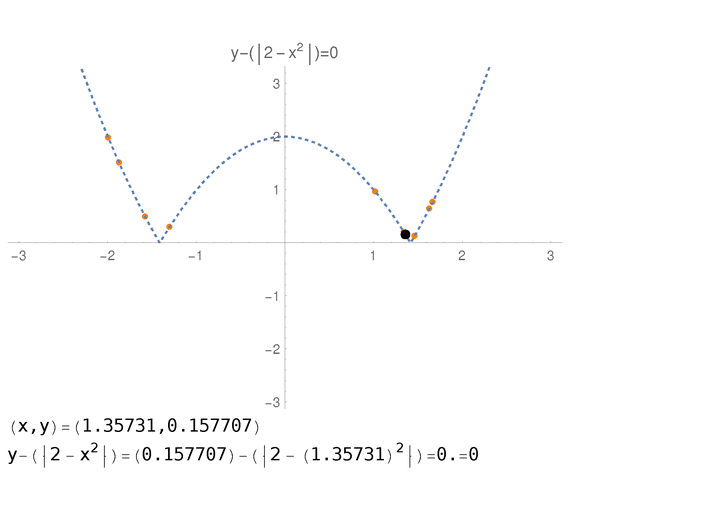 y−(|2−x²|)=0
3
2
1
−3 −2 −1 1 2 3
−1
−2
−3
(x,y)=(1.35731,0.157707)
y−(|2−x²|)=(0.157707)−(|2−(1.35731)²|)=0.=0